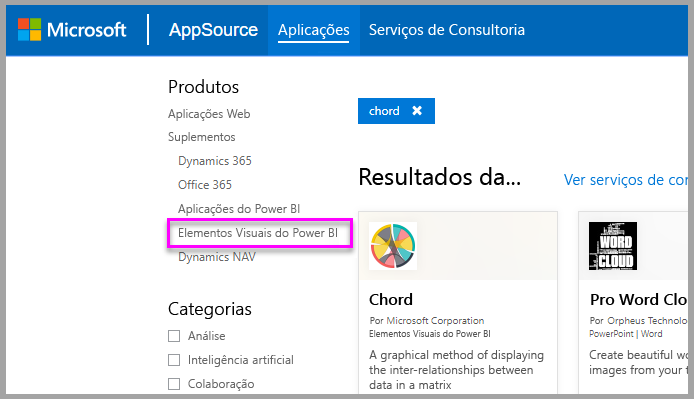 Microsoft AppSource Aplicações Serviços de Consultoria
Produtos
Aplicações Web
Suplementos
Dynamics 365
Office 365
Aplicações do Power BI
Elementos Visuais do Power BI
Dynamics NAV
Categorias
Análise
Inteligência artificial
Colaboração
chord ×
Resultados da...
Ver serviços de
Chord
Por Microsoft Corporation
Elementos Visuais do Power BI
A graphical method of displaying
the inter-relationships between
data in a matrix
WORD
CLOUD
Pro Word Clo
Por Orpheus Technolo
PowerPoint | Word
Create beautiful wo
images from your t